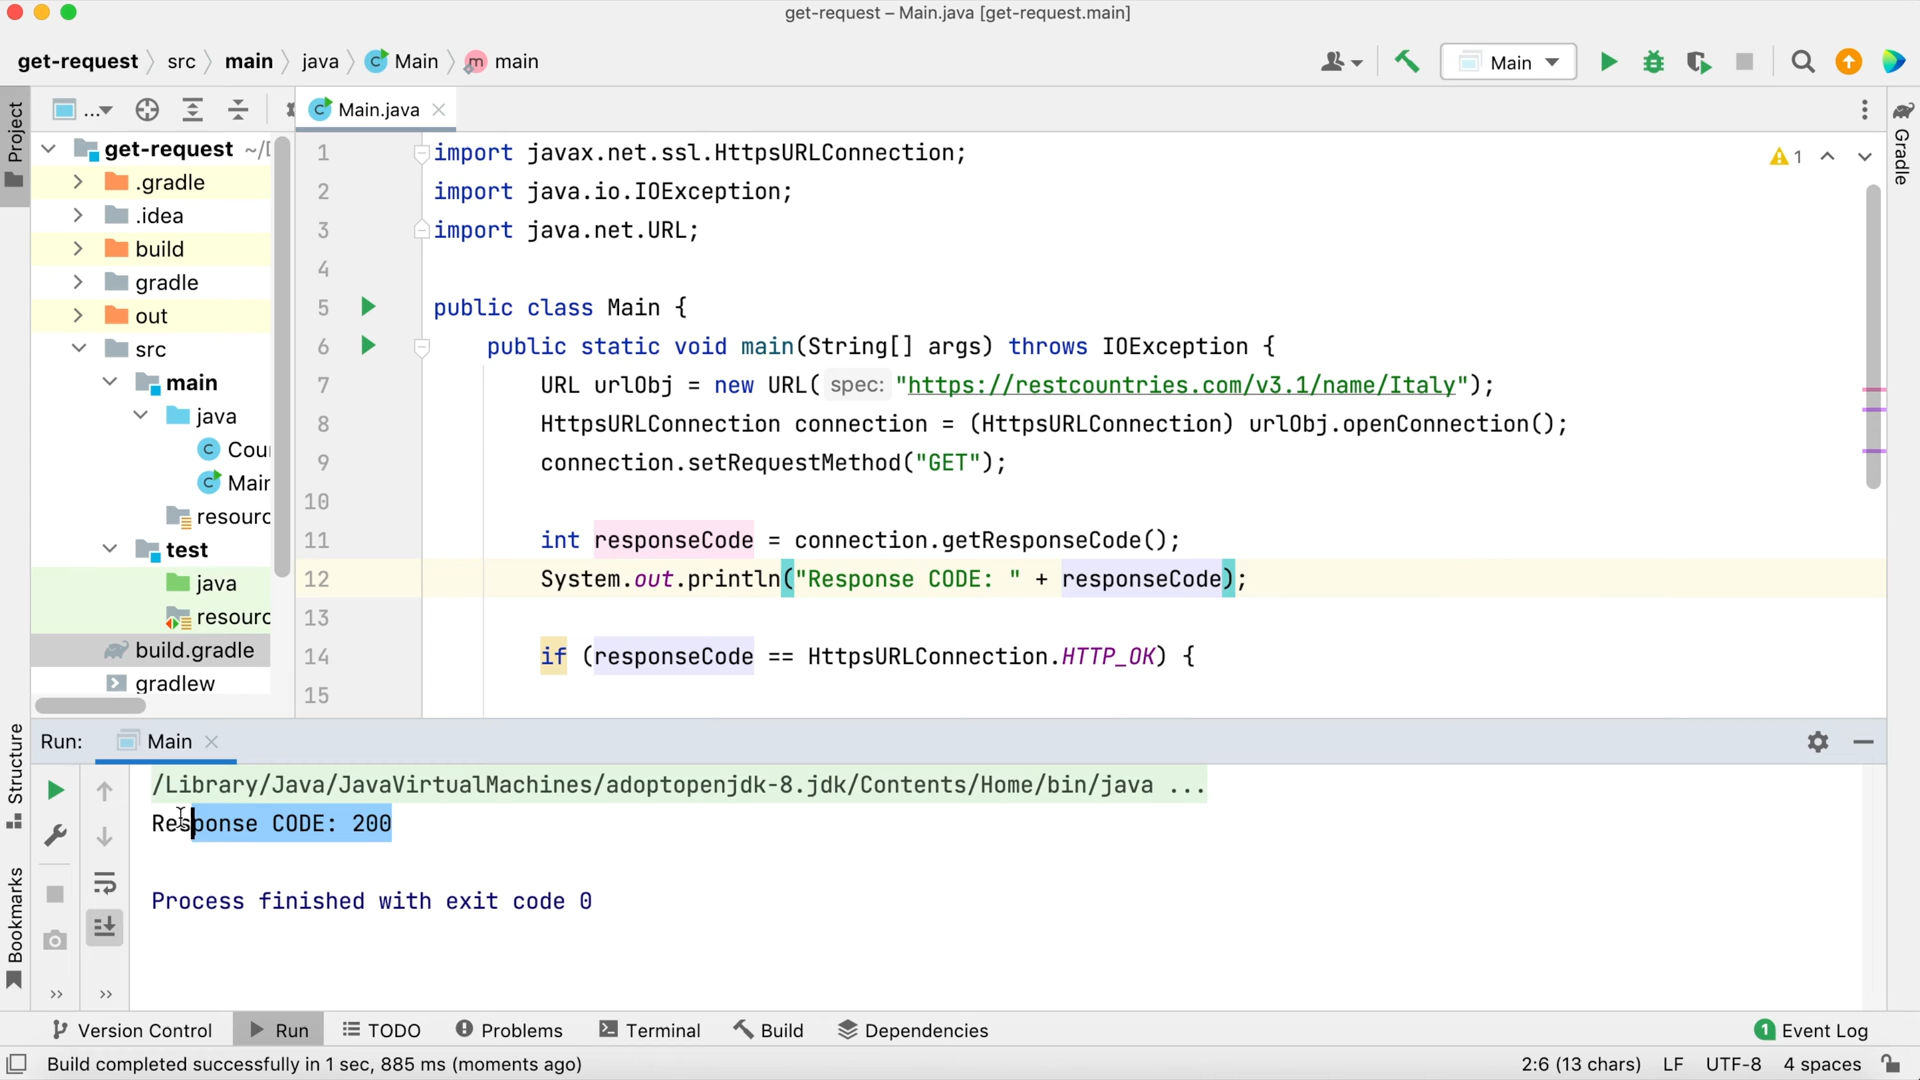 get-request – Main.java [get-request.main]
get-request src main java Main main
Main
Project
...
Main.java
Gradle
get-request ~/
.gradle
.idea
build
gradle
out
src
main
java
Cou
Main
resourc
test
java
resourc
build.gradle
gradlew
1 import javax.net.ssl.HttpsURLConnection;
2 import java.io.IOException;
3 import java.net.URL;
4
5 public class Main {
6 public static void main(String[] args) throws IOException {
7 URL urlObj = new URL( spec: "https://restcountries.com/v3.1/name/Italy");
8 HttpsURLConnection connection = (HttpsURLConnection) urlObj.openConnection();
9 connection.setRequestMethod("GET");
10
11 int responseCode = connection.getResponseCode();
12 System.out.println("Response CODE: " + responseCode);
13
14 if (responseCode == HttpsURLConnection.HTTP_OK) {
15
1
Structure
Bookmarks
Run: Main
/Library/Java/JavaVirtualMachines/adoptopenjdk-8.jdk/Contents/Home/bin/java ...
Response CODE: 200
Process finished with exit code 0
Version Control Run TODO Problems Terminal Build Dependencies 1 Event Log
Build completed successfully in 1 sec, 885 ms (moments ago) 2:6 (13 chars) LF UTF-8 4 spaces